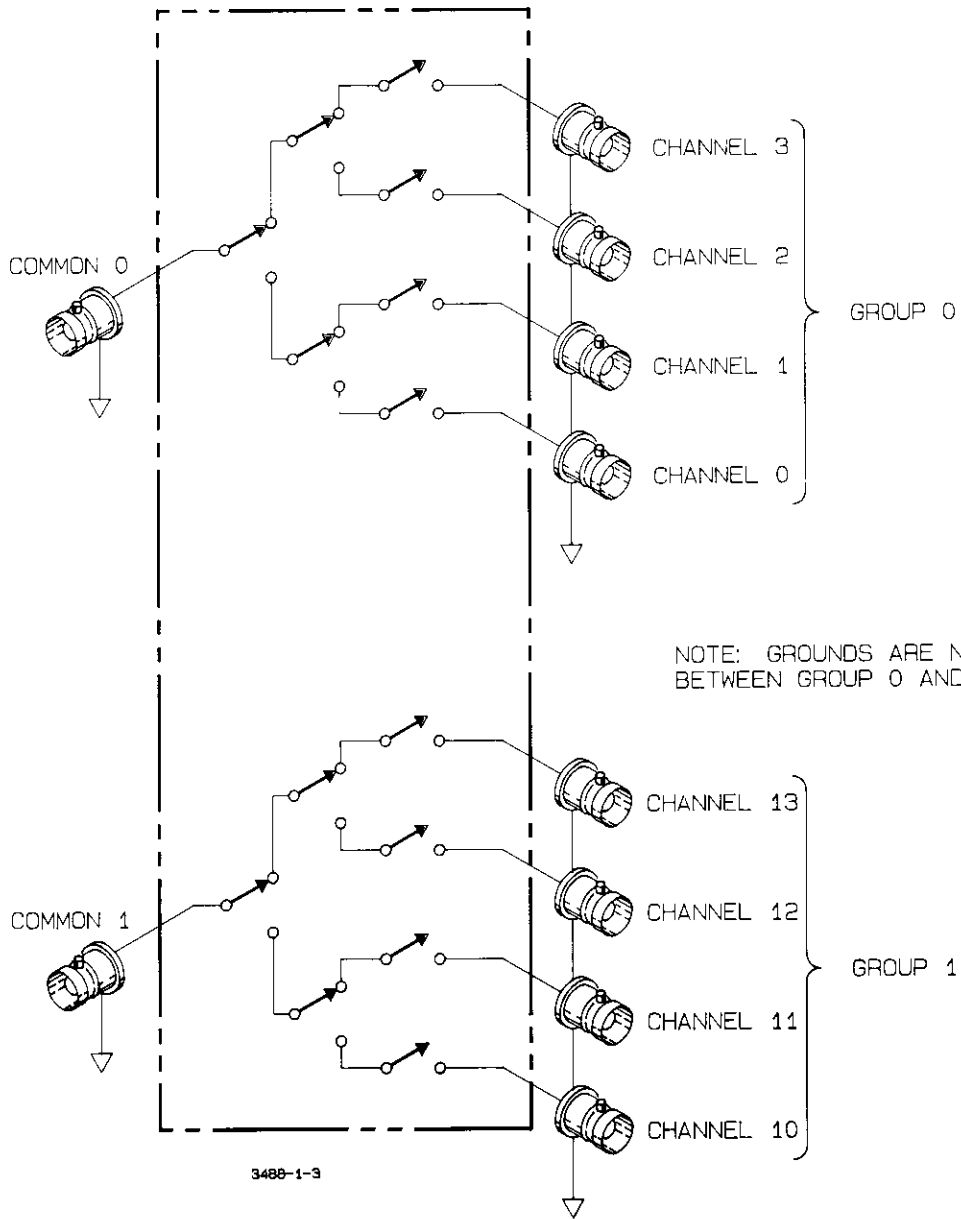 CHANNEL 3
COMMON 0
CHANNEL 2
GROUP 0
CHANNEL 1
CHANNEL 0
NOTE: GROUNDS ARE
BETWEEN GROUP 0 AND
CHANNEL 13
COMMON 1
CHANNEL 12
GROUP 1
CHANNEL 11
CHANNEL 10
3488-1-3